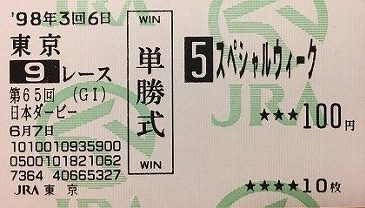 '98年3回6日
東京
9 レース
第65回 (GI)
日本ダービー
6月7日
1010010935900
0500101821062
7364 40665327
JRA 東京
WIN
単勝式
WIN
5 スペシャルウィーク
★★★100円
★★★★10枚
JRA